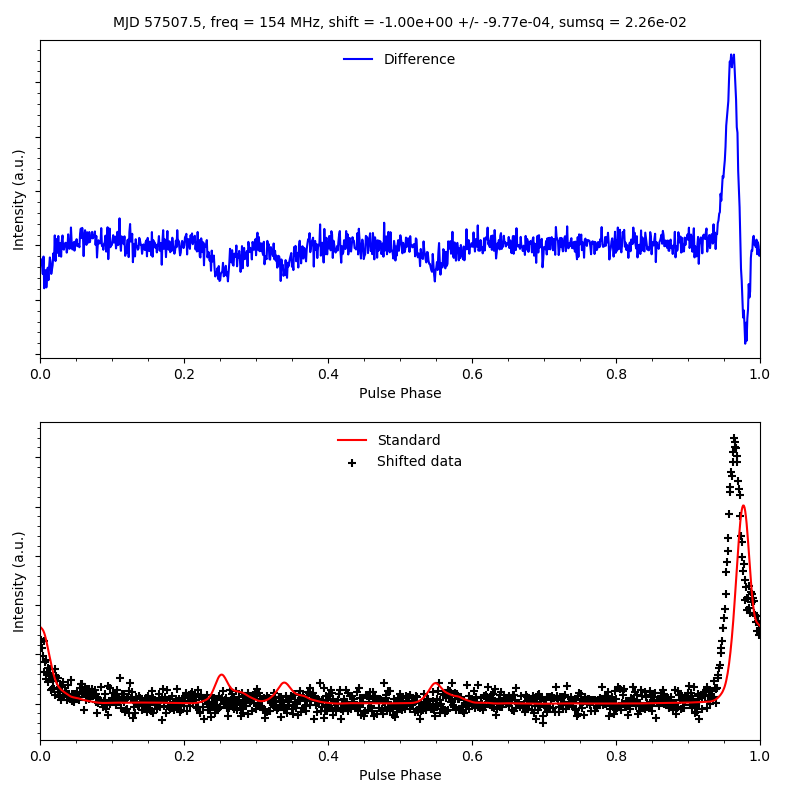 MJD 57507.5, freq = 154 MHz, shift = -1.00e+00 +/- -9.77e-04, sumsq = 2.26e-02
Difference
Intensity (a.u.)
0.0 0.2 0.4 0.6 0.8 1.0
Pulse Phase
Standard
Shifted data
Intensity (a.u.)
0.0 0.2 0.4 0.6 0.8 1.0
Pulse Phase